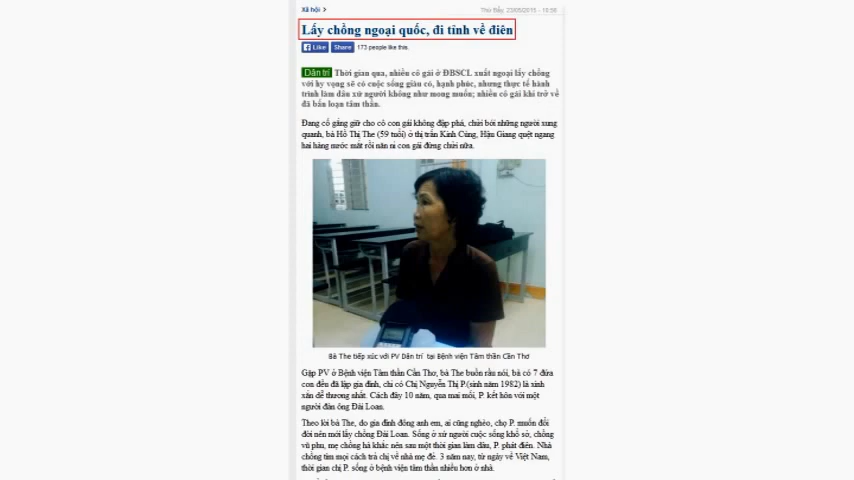 Xã hội >
Thứ Bảy, 23/05/2015 - 10:56
Lấy chồng ngoại quốc, đi tỉnh về điên
Like Share 173 people like this.
Dân trí Thời gian qua, nhiều cô gái ở ĐBSCL xuất ngoại lấy chồng
với hy vọng sẽ có cuộc sống giàu có, hạnh phúc, nhưng thực tế hành
trình làm dâu xứ người không như mong muốn; nhiều cô gái khi trở về
đã bấn loạn tâm thần.
Đang cố gắng giữ cho cô con gái không đập phá, chửi bới những người xung
quanh, bà Hồ Thị The (59 tuổi) ở thị trấn Kinh Cùng, Hậu Giang quệt ngang
hai hàng nước mắt rồi năn nỉ con gái đừng chửi nữa.
Bà The tiếp xúc với PV Dân trí tại Bệnh viện Tâm thần Cần Thơ
Gặp PV ở Bệnh viện Tâm thần Cần Thơ, bà The buồn rầu nói, bà có 7 đứa
con đều đã lập gia đình, chỉ có Chị Nguyễn Thị P.(sinh năm 1982) là xinh
xắn dễ thương nhất. Cách đây 10 năm, qua mai mối, P. kết hôn với một
người đàn ông Đài Loan.
Theo lời bà The, do gia đình đông anh em, ai cũng nghèo, cho P. muốn đổi
đời nên mới lấy chồng Đài Loan. Sống ở xứ người cuộc sống khổ sở, chồng
vũ phu, mẹ chồng hà khắc nên sau một thời gian làm dâu, P. phát điên. Nhà
chồng tìm mọi cách trả chị về nhà mẹ đẻ. 3 năm nay, từ ngày về Việt Nam,
thời gian chị P. sống ở bệnh viện tâm thần nhiều hơn ở nhà.